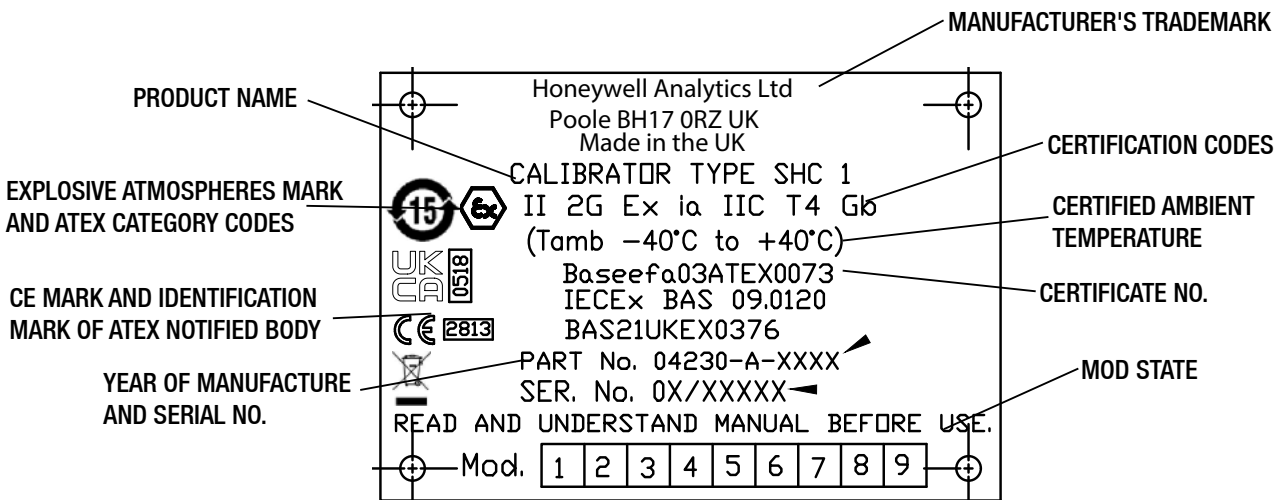 MANUFACTURER'S TRADEMARK
PRODUCT NAME
Honeywell Analytics Ltd
Poole BH17 0RZ UK
Made in the UK
CERTIFICATION CODES
CALIBRATOR TYPE SHC 1
EXPLOSIVE ATMOSPHERES MARK
AND ATEX CATEGORY CODES
15
Ex
II 2G Ex ia IIC T4 Gb
CERTIFIED AMBIENT
TEMPERATURE
(Tamb -40°C to +40°C)
UK
CA
0518
Baseefa03ATEX0073
CERTIFICATE NO.
IECEx BAS 09.0120
CE MARK AND IDENTIFICATION
MARK OF ATEX NOTIFIED BODY
CE 2813
BAS21UKEX0376
PART No. 04230-A-XXXX
MOD STATE
YEAR OF MANUFACTURE
AND SERIAL NO.
SER. No. 0X/XXXXX
READ AND UNDERSTAND MANUAL BEFORE USE.
Mod. 1 2 3 4 5 6 7 8 9